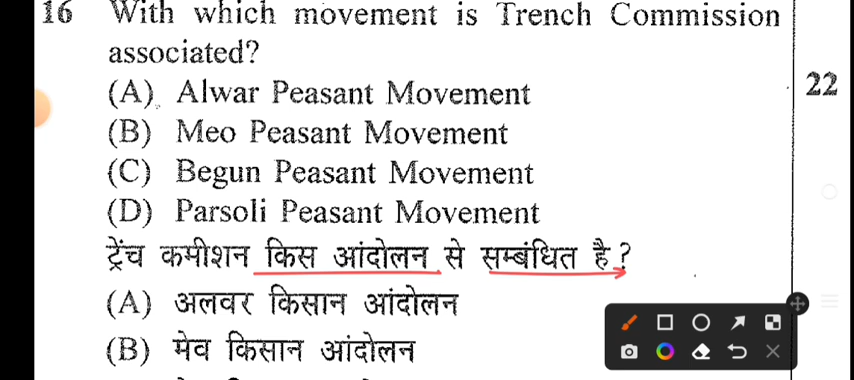 16 With which movement is Trench Commission
associated?
(A) Alwar Peasant Movement
22
(B) Meo Peasant Movement
(C) Begun Peasant Movement
(D) Parsoli Peasant Movement
ट्रेंच कमीशन किस आंदोलन से सम्बंधित है ?
(A) अलवर किसान आंदोलन
(B) मेव किसान आंदोलन